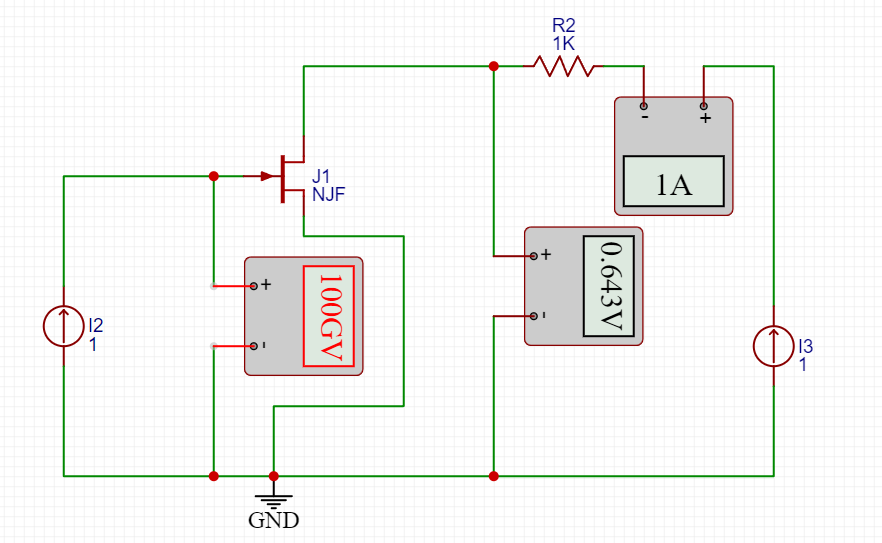 R2
1K
-
+
1A
J1
NJF
+
-
100GV
+
-
0.643V
I2
1
I3
1
GND